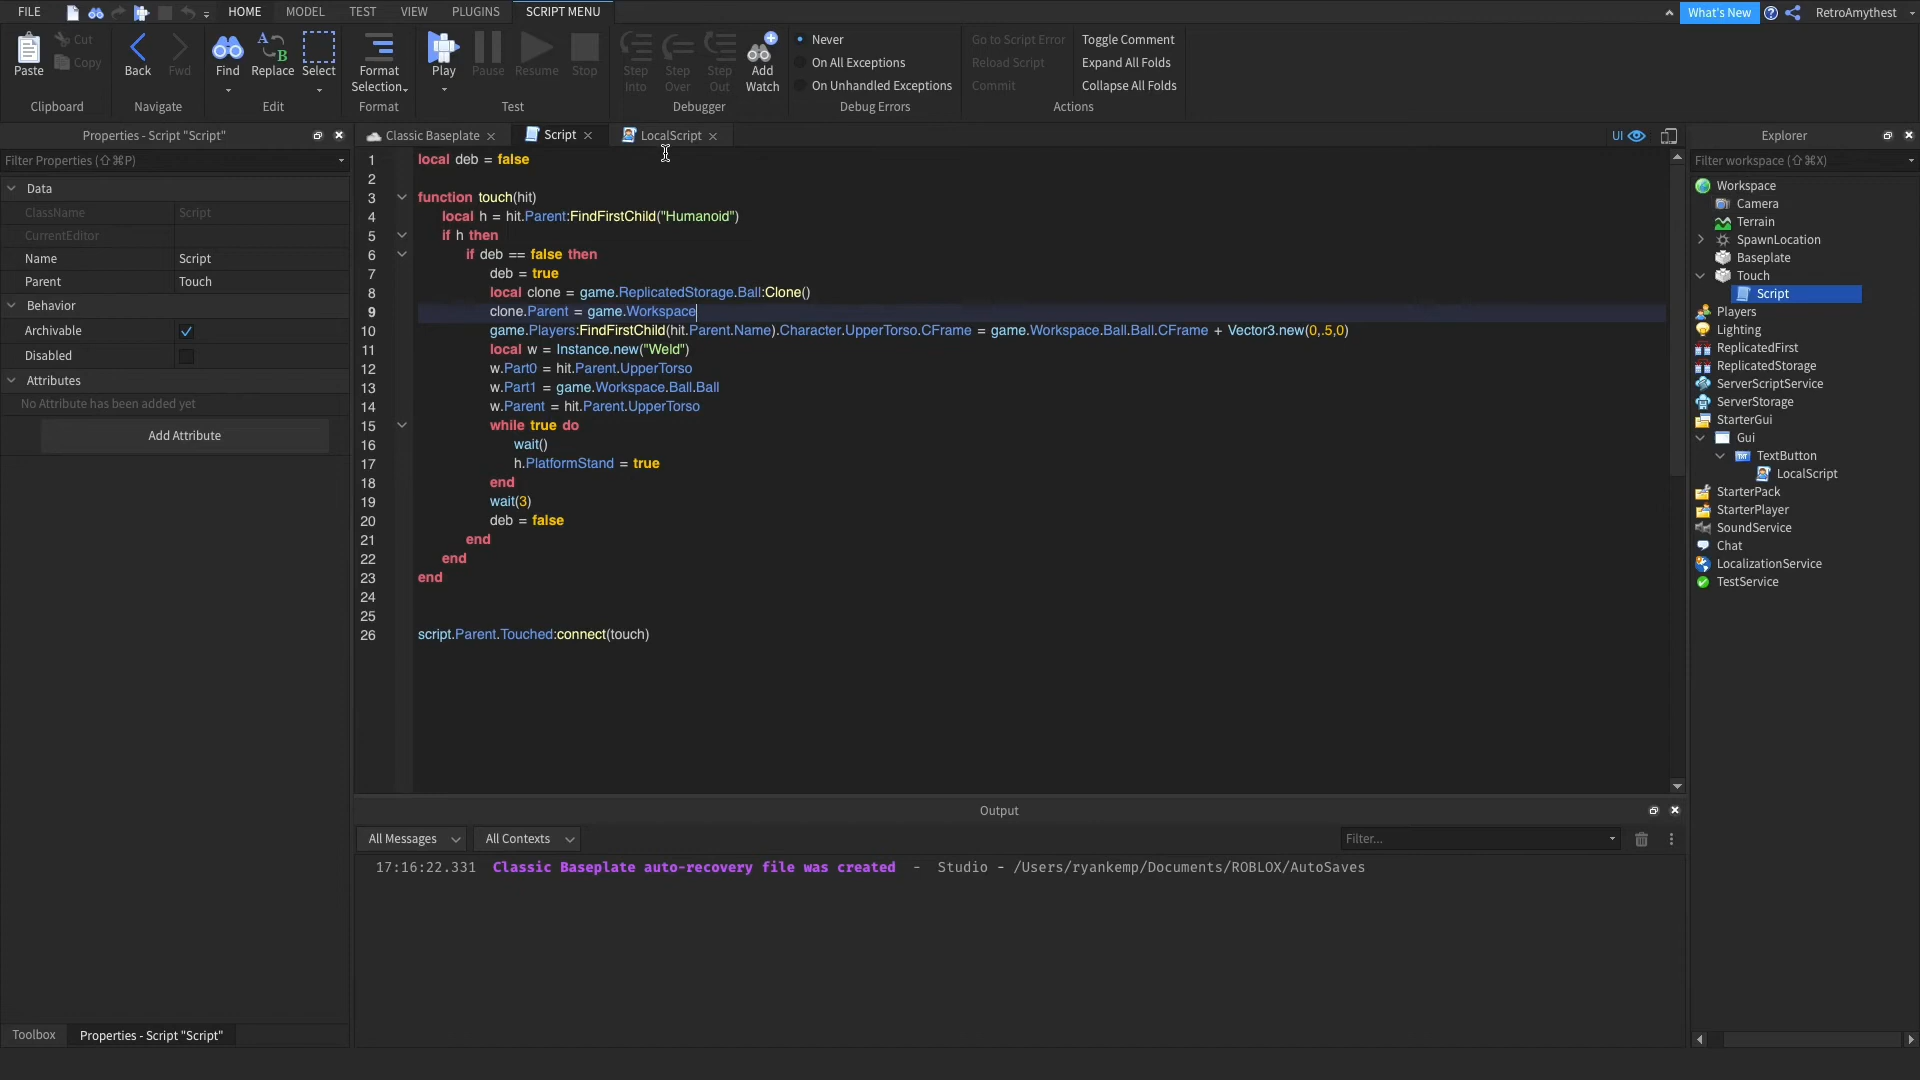 FILE HOME MODEL TEST VIEW PLUGINS SCRIPT MENU What's New RetroAmythest
Paste Cut Copy Back Fwd Find Replace Select Format Selection Play Pause Resume Stop Step Into Step Over Step Out Add Watch
Never
On All Exceptions
On Unhandled Exceptions
Go to Script Error
Reload Script
Commit
Toggle Comment
Expand All Folds
Collapse All Folds
Clipboard Navigate Edit Format Test Debugger Debug Errors Actions
Properties - Script "Script"
Filter Properties (⇧⌘P)
Data
ClassName Script
CurrentEditor
Name Script
Parent Touch
Behavior
Archivable
Disabled
Attributes
No Attribute has been added yet
Add Attribute
Toolbox Properties - Script "Script"
Classic Baseplate × Script × LocalScript × UI
1 local deb = false
2
3 function touch(hit)
4 local h = hit.Parent:FindFirstChild("Humanoid")
5 if h then
6 if deb == false then
7 deb = true
8 local clone = game.ReplicatedStorage.Ball:Clone()
9 clone.Parent = game.Workspace
10 game.Players:FindFirstChild(hit.Parent.Name).Character.UpperTorso.CFrame = game.Workspace.Ball.Ball.CFrame + Vector3.new(0,.5,0)
11 local w = Instance.new("Weld")
12 w.Part0 = hit.Parent.UpperTorso
13 w.Part1 = game.Workspace.Ball.Ball
14 w.Parent = hit.Parent.UpperTorso
15 while true do
16 wait()
17 h.PlatformStand = true
18 end
19 wait(3)
20 deb = false
21 end
22 end
23 end
24
25
26 script.Parent.Touched:connect(touch)
Output
All Messages All Contexts Filter...
17:16:22.331 Classic Baseplate auto-recovery file was created - Studio - /Users/ryankemp/Documents/ROBLOX/AutoSaves
Explorer
Filter workspace (⇧⌘X)
Workspace
Camera
Terrain
SpawnLocation
Baseplate
Touch
Script
Players
Lighting
ReplicatedFirst
ReplicatedStorage
ServerScriptService
ServerStorage
StarterGui
Gui
TextButton
LocalScript
StarterPack
StarterPlayer
SoundService
Chat
LocalizationService
TestService